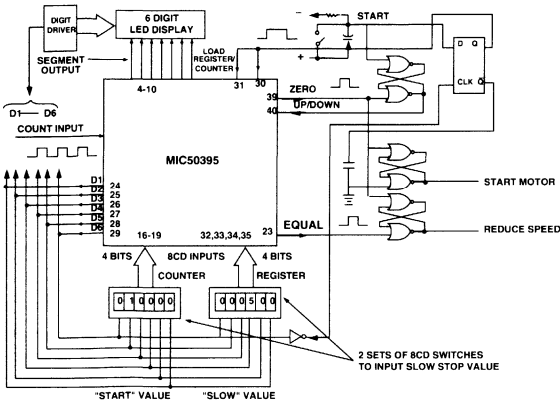 DIGIT
DRIVER
6 DIGIT
LED DISPLAY
SEGMENT
OUTPUT
LOAD
REGISTER/
COUNTER
START
−
+
D Q
CLK Q
4-10
31 30
39 ZERO
UP/DOWN
40
D1 — D6
COUNT INPUT
MIC50395
D1 24
D2 25
D3 26
D4 27
D5 28
D6 29
16-19
32,33,34,35
23
EQUAL
START MOTOR
REDUCE SPEED
4 BITS
8CD INPUTS
4 BITS
COUNTER
REGISTER
0 1 0 0 0 0
0 0 0 5 0 0
2 SETS OF 8CD SWITCHES
TO INPUT SLOW STOP VALUE
"START" VALUE
"SLOW" VALUE